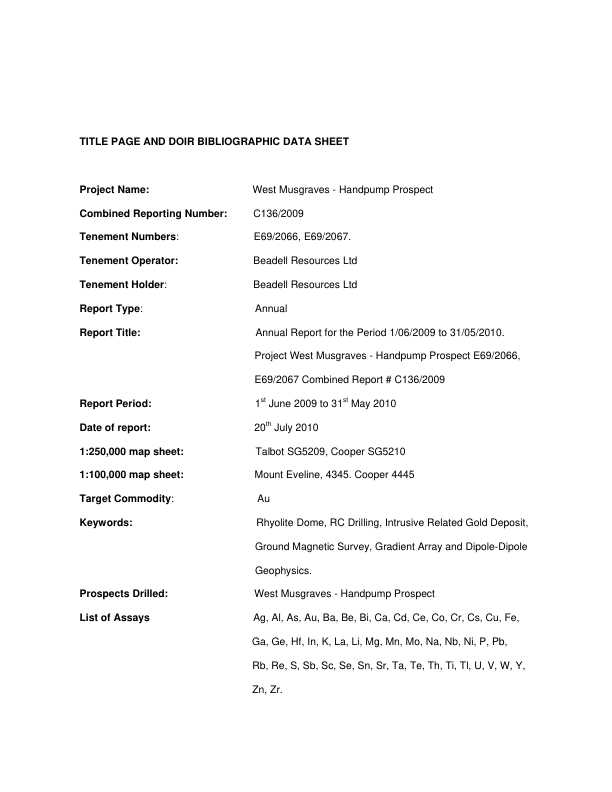 TITLE PAGE AND DOIR BIBLIOGRAPHIC DATA SHEET
Project Name: West Musgraves - Handpump Prospect
Combined Reporting Number: C136/2009
Tenement Numbers: E69/2066, E69/2067.
Tenement Operator: Beadell Resources Ltd
Tenement Holder: Beadell Resources Ltd
Report Type: Annual
Report Title: Annual Report for the Period 1/06/2009 to 31/05/2010.
Project West Musgraves - Handpump Prospect E69/2066,
E69/2067 Combined Report # C136/2009
Report Period: 1st June 2009 to 31st May 2010
Date of report: 20th July 2010
1:250,000 map sheet: Talbot SG5209, Cooper SG5210
1:100,000 map sheet: Mount Eveline, 4345. Cooper 4445
Target Commodity: Au
Keywords: Rhyolite Dome, RC Drilling, Intrusive Related Gold Deposit,
Ground Magnetic Survey, Gradient Array and Dipole-Dipole
Geophysics.
Prospects Drilled: West Musgraves - Handpump Prospect
List of Assays Ag, Al, As, Au, Ba, Be, Bi, Ca, Cd, Ce, Co, Cr, Cs, Cu, Fe,
Ga, Ge, Hf, In, K, La, Li, Mg, Mn, Mo, Na, Nb, Ni, P, Pb,
Rb, Re, S, Sb, Sc, Se, Sn, Sr, Ta, Te, Th, Ti, Tl, U, V, W, Y,
Zn, Zr.